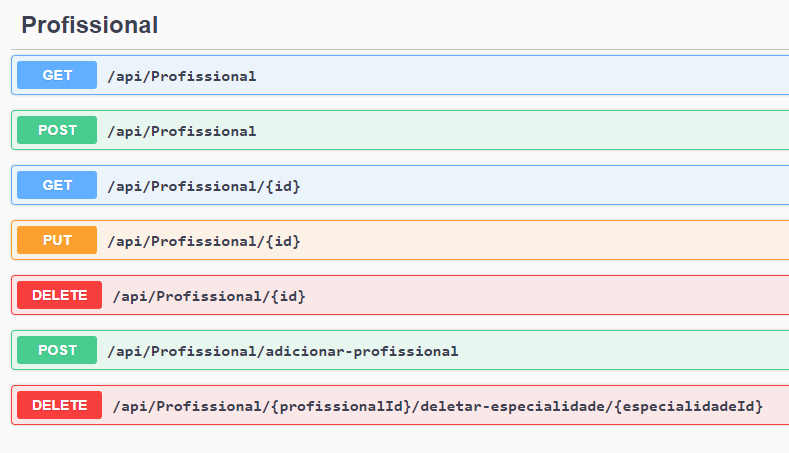 Profissional
GET /api/Profissional
POST /api/Profissional
GET /api/Profissional/{id}
PUT /api/Profissional/{id}
DELETE /api/Profissional/{id}
POST /api/Profissional/adicionar-profissional
DELETE /api/Profissional/{profissionalId}/deletar-especialidade/{especialidadeId}